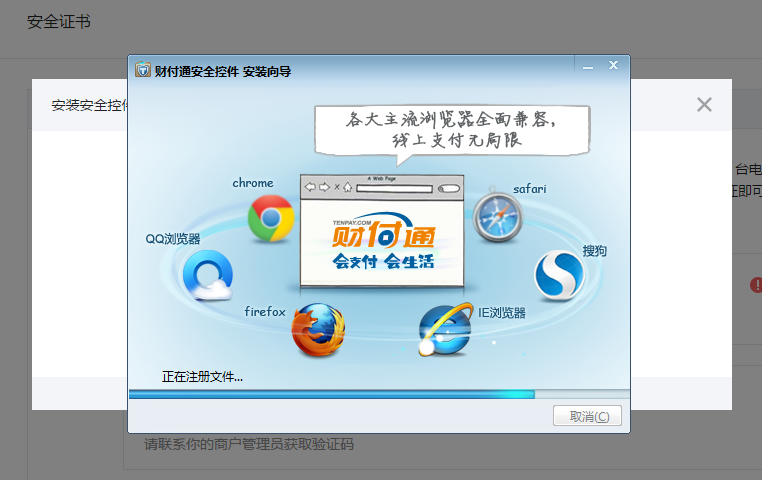 安全证书
财付通安全控件 安装向导
安装安全控件
各大主流浏览器全面兼容，
线上支付无局限
台电
chrome
A Web Page
safari
证即可
TENPAY.COM
财付通
QQ浏览器
搜狗
会支付 会生活
firefox
IE浏览器
正在注册文件...
取消(C)
请联系你的商户管理员获取验证码